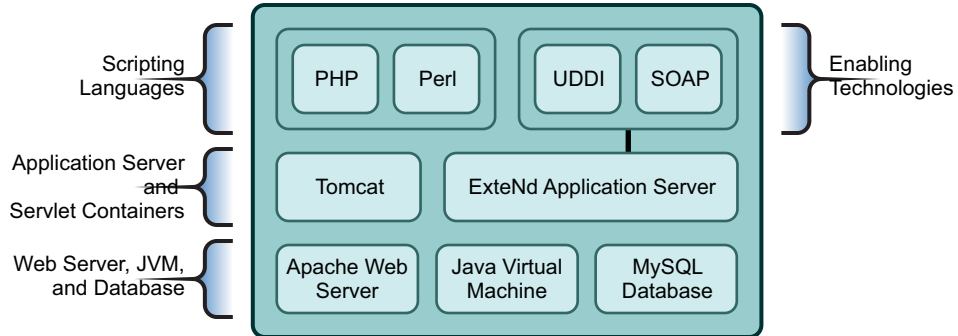 Scripting
Languages
PHP
Perl
UDDI
SOAP
Enabling
Technologies
Application Server
and
Servlet Containers
Tomcat
ExteNd Application Server
Web Server, JVM,
and Database
Apache Web
Server
Java Virtual
Machine
MySQL
Database